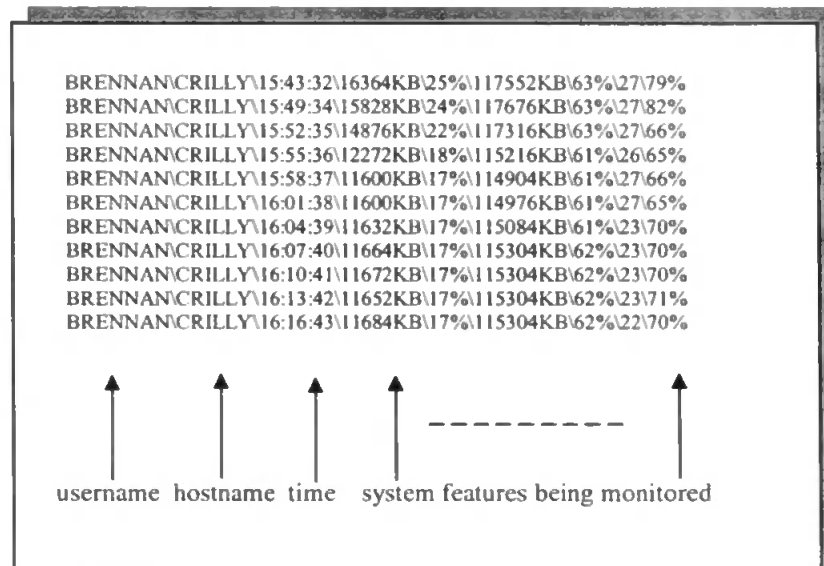 BRENNAN\CRILLY\15:43:32\16364KB\25%\117552KB\63%\27\79%
BRENNAN\CRILLY\15:49:34\15828KB\24%\117676KB\63%\27\82%
BRENNAN\CRILLY\15:52:35\14876KB\22%\117316KB\63%\27\66%
BRENNAN\CRILLY\15:55:36\12272KB\18%\115216KB\61%\26\65%
BRENNAN\CRILLY\15:58:37\11600KB\17%\114904KB\61%\27\66%
BRENNAN\CRILLY\16:01:38\11600KB\17%\114976KB\61%\27\65%
BRENNAN\CRILLY\16:04:39\11632KB\17%\115084KB\61%\23\70%
BRENNAN\CRILLY\16:07:40\11664KB\17%\115304KB\62%\23\70%
BRENNAN\CRILLY\16:10:41\11672KB\17%\115304KB\62%\23\70%
BRENNAN\CRILLY\16:13:42\11652KB\17%\115304KB\62%\23\71%
BRENNAN\CRILLY\16:16:43\11684KB\17%\115304KB\62%\22\70%
username hostname time system features being monitored